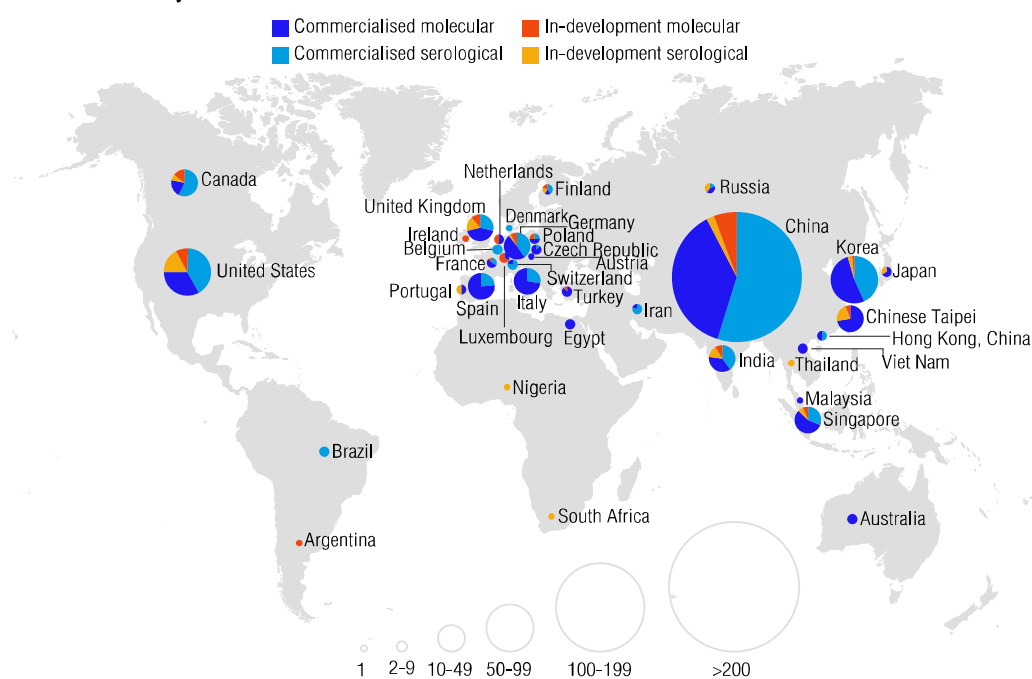 Commercialised molecular
In-development molecular
Commercialised serological
In-development serological
Canada
United States
Netherlands
Finland
Russia
United Kingdom
Denmark
Germany
Ireland
Poland
Belgium
Czech Republic
France
Austria
Switzerland
Portugal
Spain
Italy
Turkey
Luxembourg
Egypt
Iran
China
Korea
Japan
Chinese Taipei
Hong Kong, China
India
Thailand
Viet Nam
Nigeria
Malaysia
Singapore
Brazil
South Africa
Australia
Argentina
1
2-9
10-49
50-99
100-199
>200